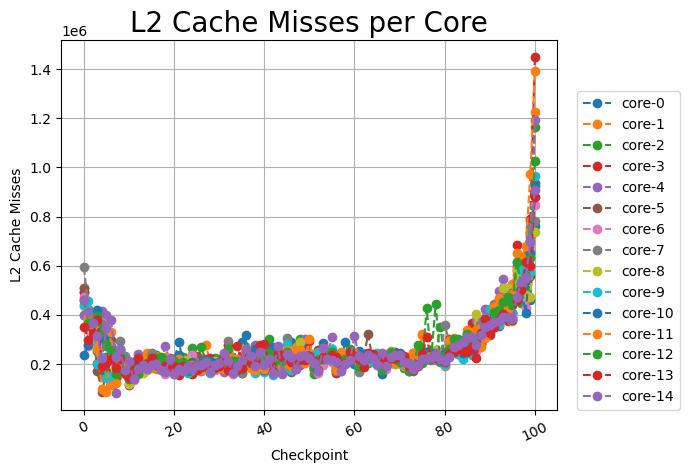 L2 Cache Misses per Core
1e6
1.4
1.2
1.0
0.8
0.6
0.4
0.2
L2 Cache Misses
0
20
40
60
80
100
Checkpoint
core-0
core-1
core-2
core-3
core-4
core-5
core-6
core-7
core-8
core-9
core-10
core-11
core-12
core-13
core-14